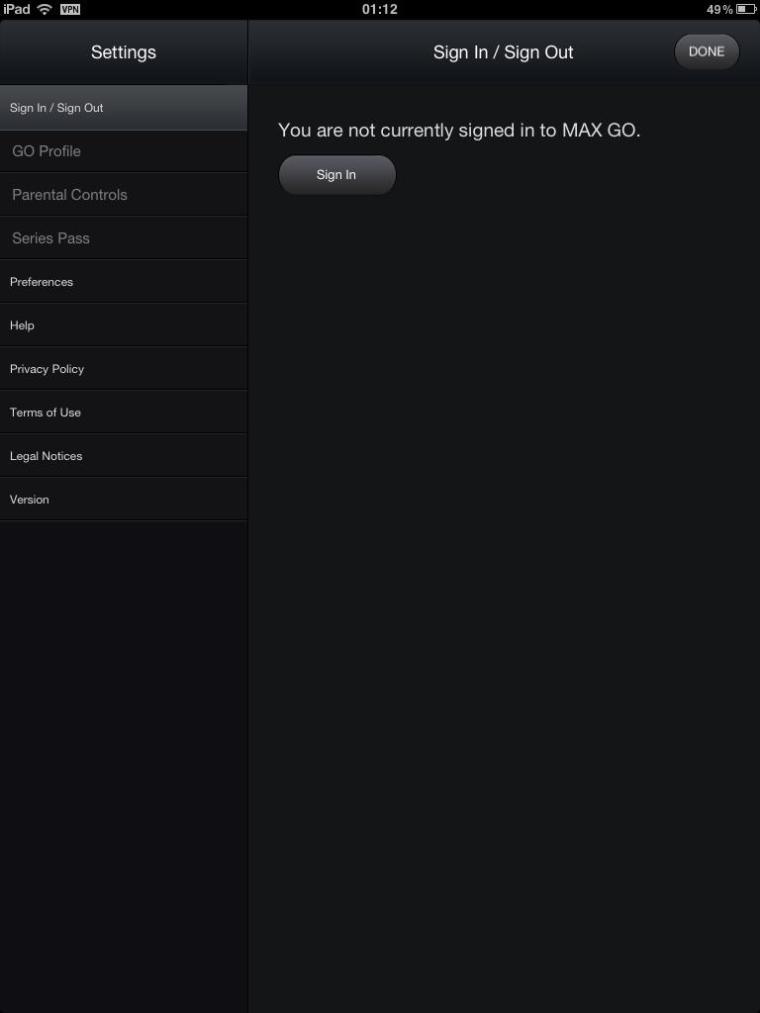 iPad VPN 01:12 49%
Settings
Sign In / Sign Out
DONE
Sign In / Sign Out
GO Profile
Parental Controls
Series Pass
Preferences
Help
Privacy Policy
Terms of Use
Legal Notices
Version
You are not currently signed in to MAX GO.
Sign In